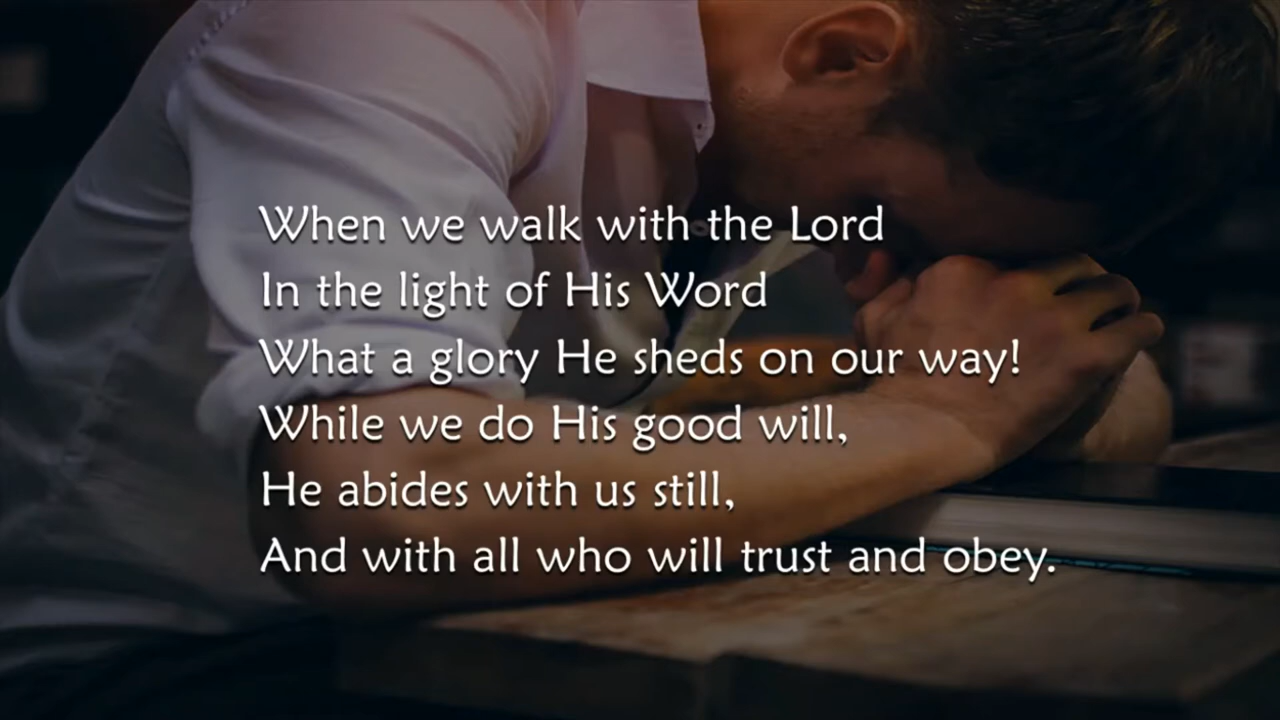 When we walk with the Lord
In the light of His Word
What a glory He sheds on our way!
While we do His good will,
He abides with us still,
And with all who will trust and obey.